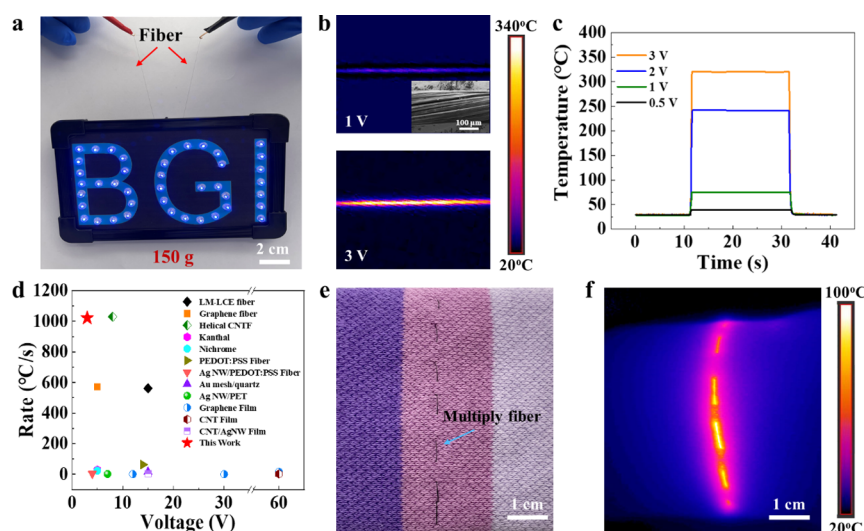 a
Fiber
BGI
150 g
2 cm
b
1 V
100 μm
3 V
340°C
20°C
c
Temperature (°C)
400
350
300
250
200
150
100
50
0
3 V
2 V
1 V
0.5 V
0 10 20 30 40
Time (s)
d
Rate (°C/s)
1200
1000
800
600
400
200
0
LM-LCE fiber
Graphene fiber
Helical CNTF
Kanthal
Nichrome
PEDOT:PSS Fiber
Ag NW/PEDOT:PSS Fiber
Au mesh/quartz
Ag NW/PET
Graphene Film
CNT Film
CNT/AgNW Film
This Work
0 5 10 15 20 25 30 60
Voltage (V)
e
Multiply fiber
1 cm
f
1 cm
100°C
20°C